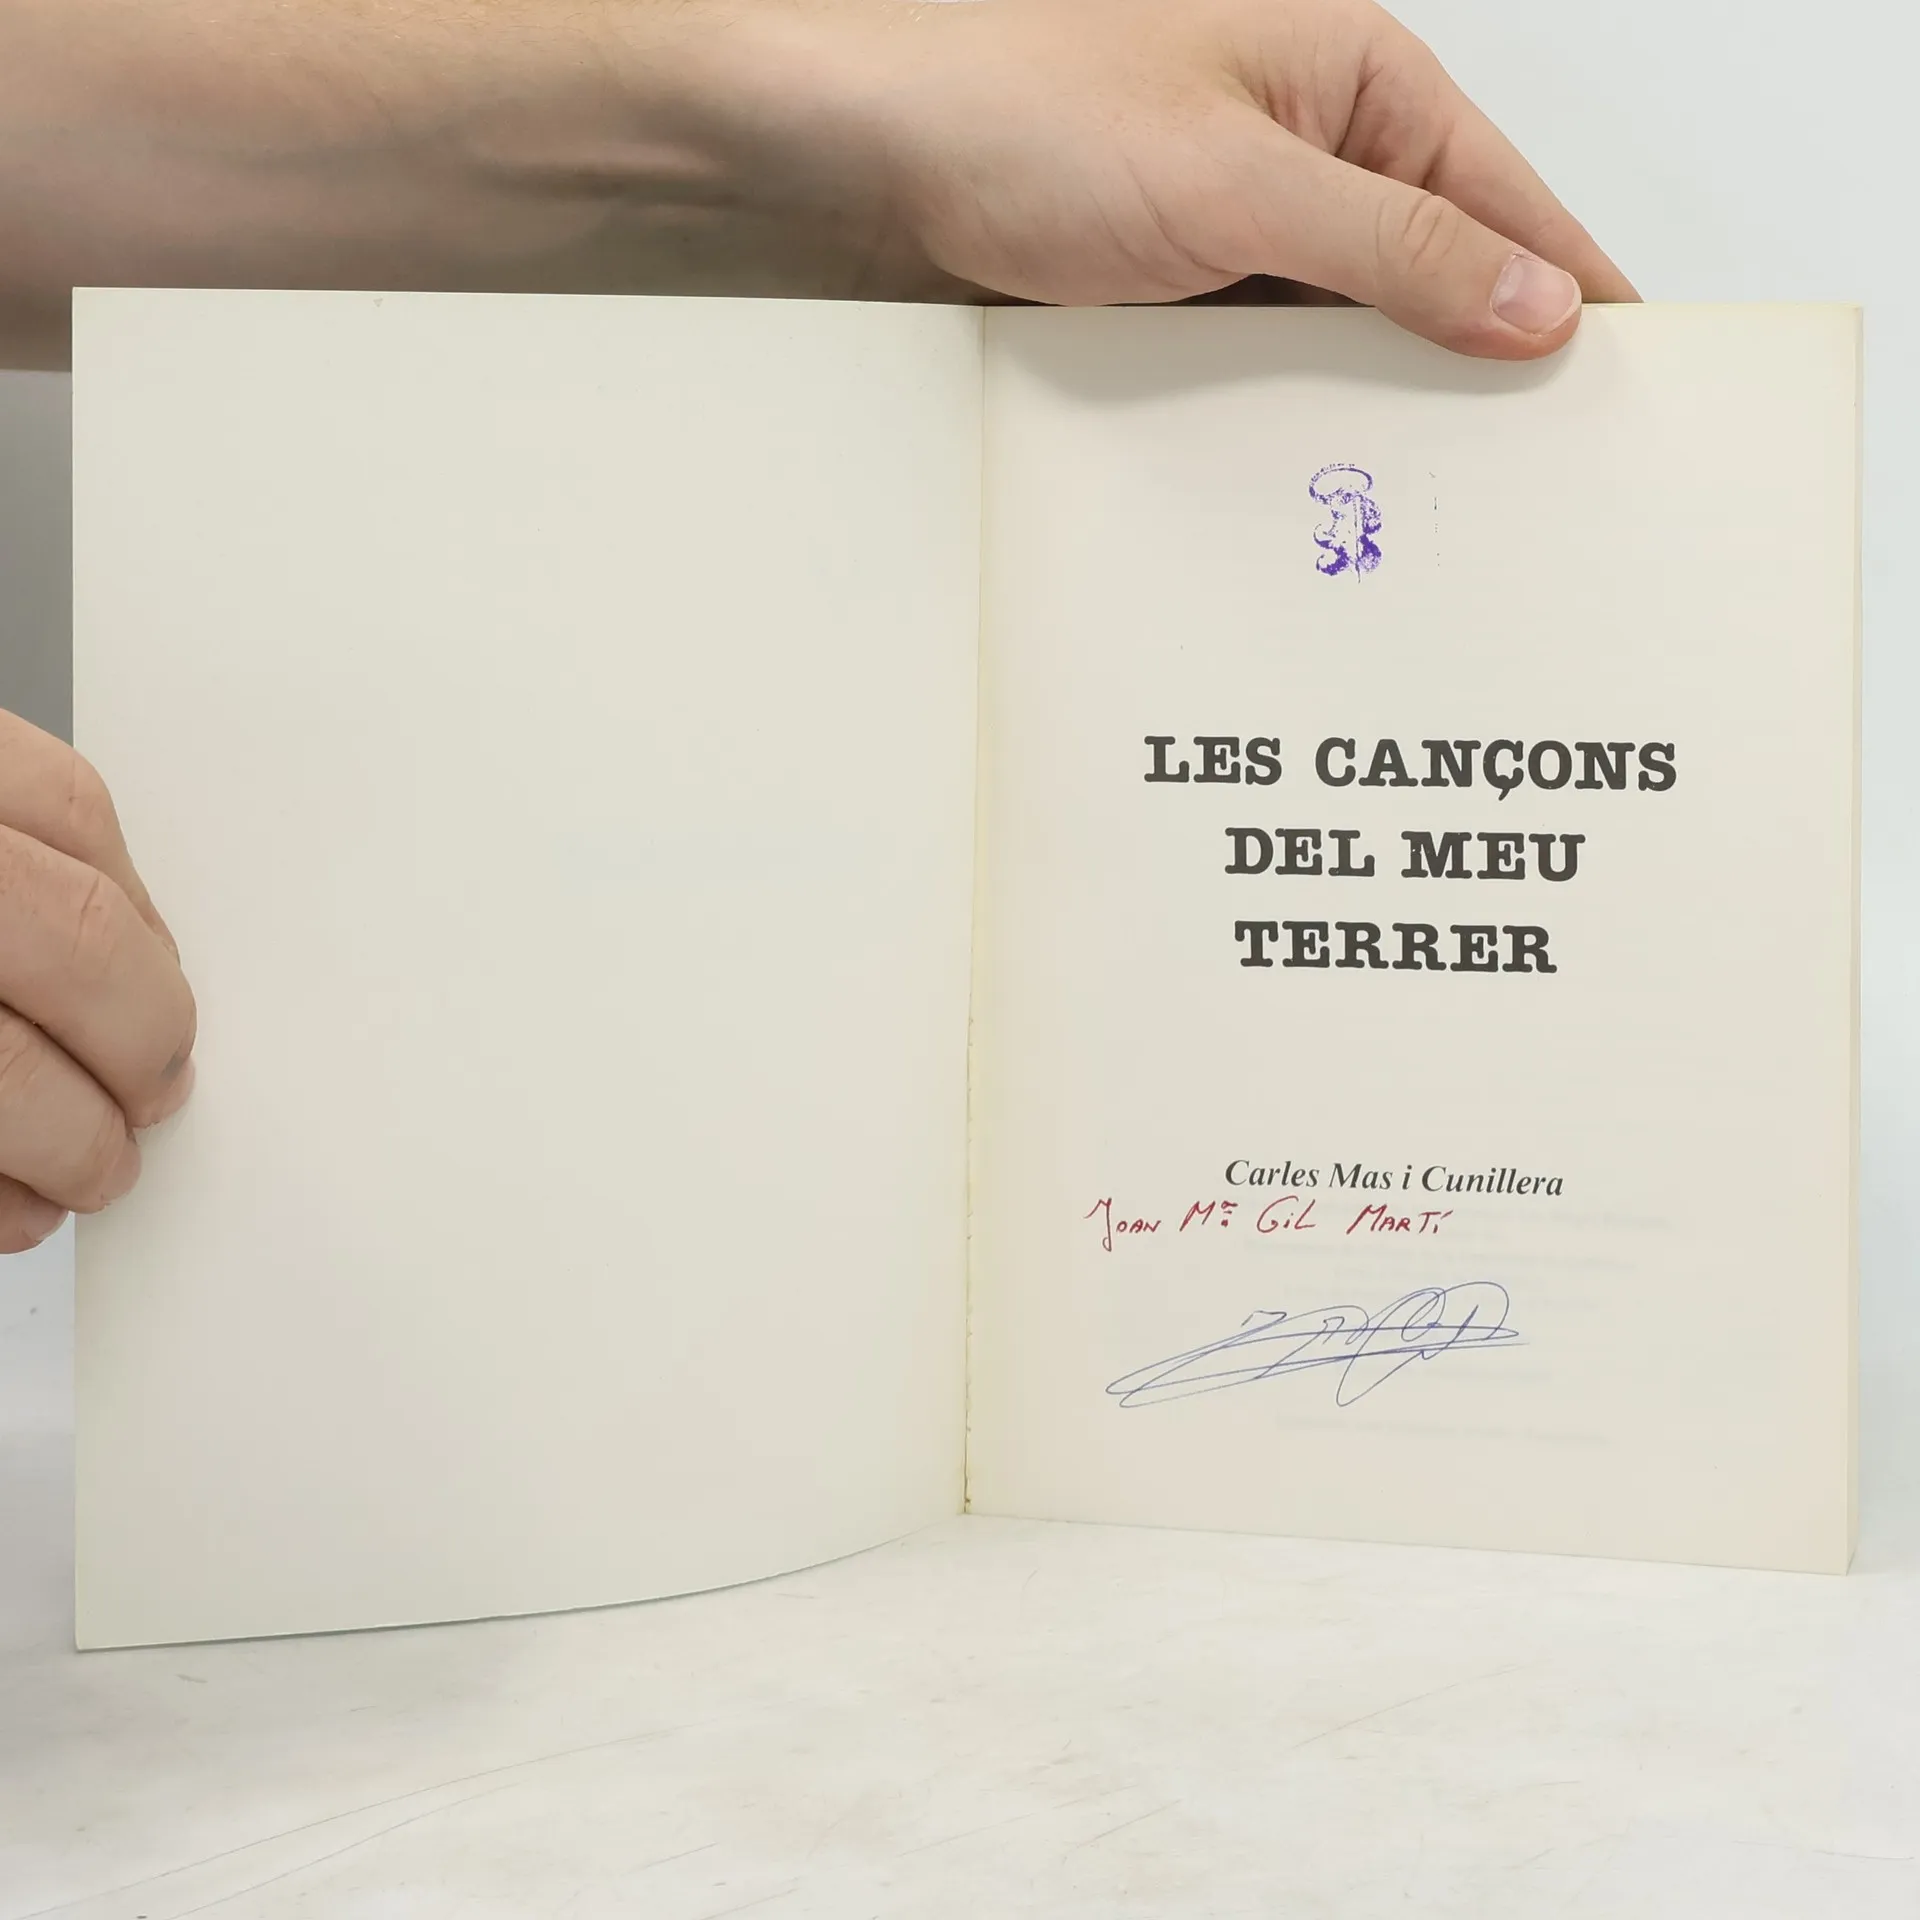 LES CANÇONS
DEL MEU
TERRER
Carles Mas i Cunillera
Joan Mª Gil Martí